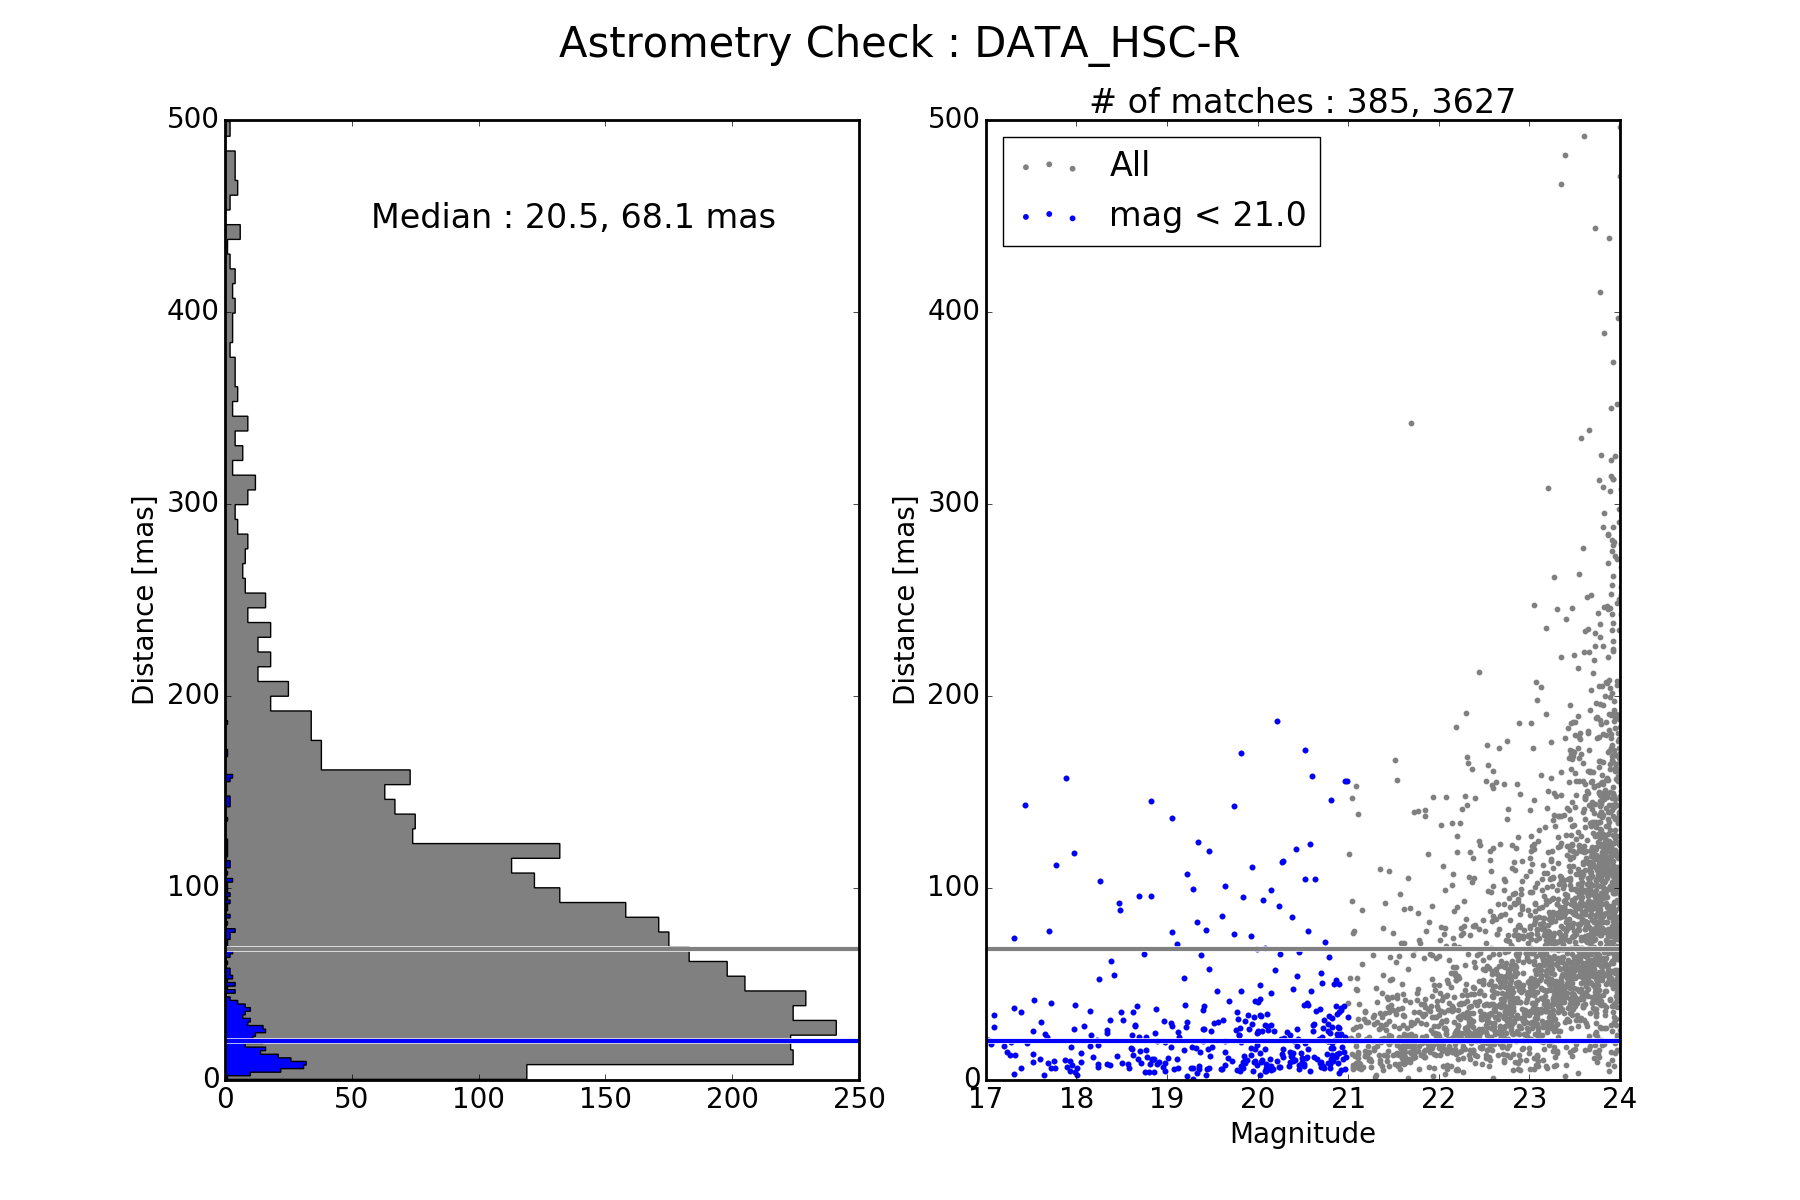 Astrometry Check : DATA_HSC-R
Median : 20.5, 68.1 mas
Distance [mas]
500
400
300
200
100
0
0 50 100 150 200 250
# of matches : 385, 3627
All
mag < 21.0
Distance [mas]
500
400
300
200
100
0
17 18 19 20 21 22 23 24
Magnitude